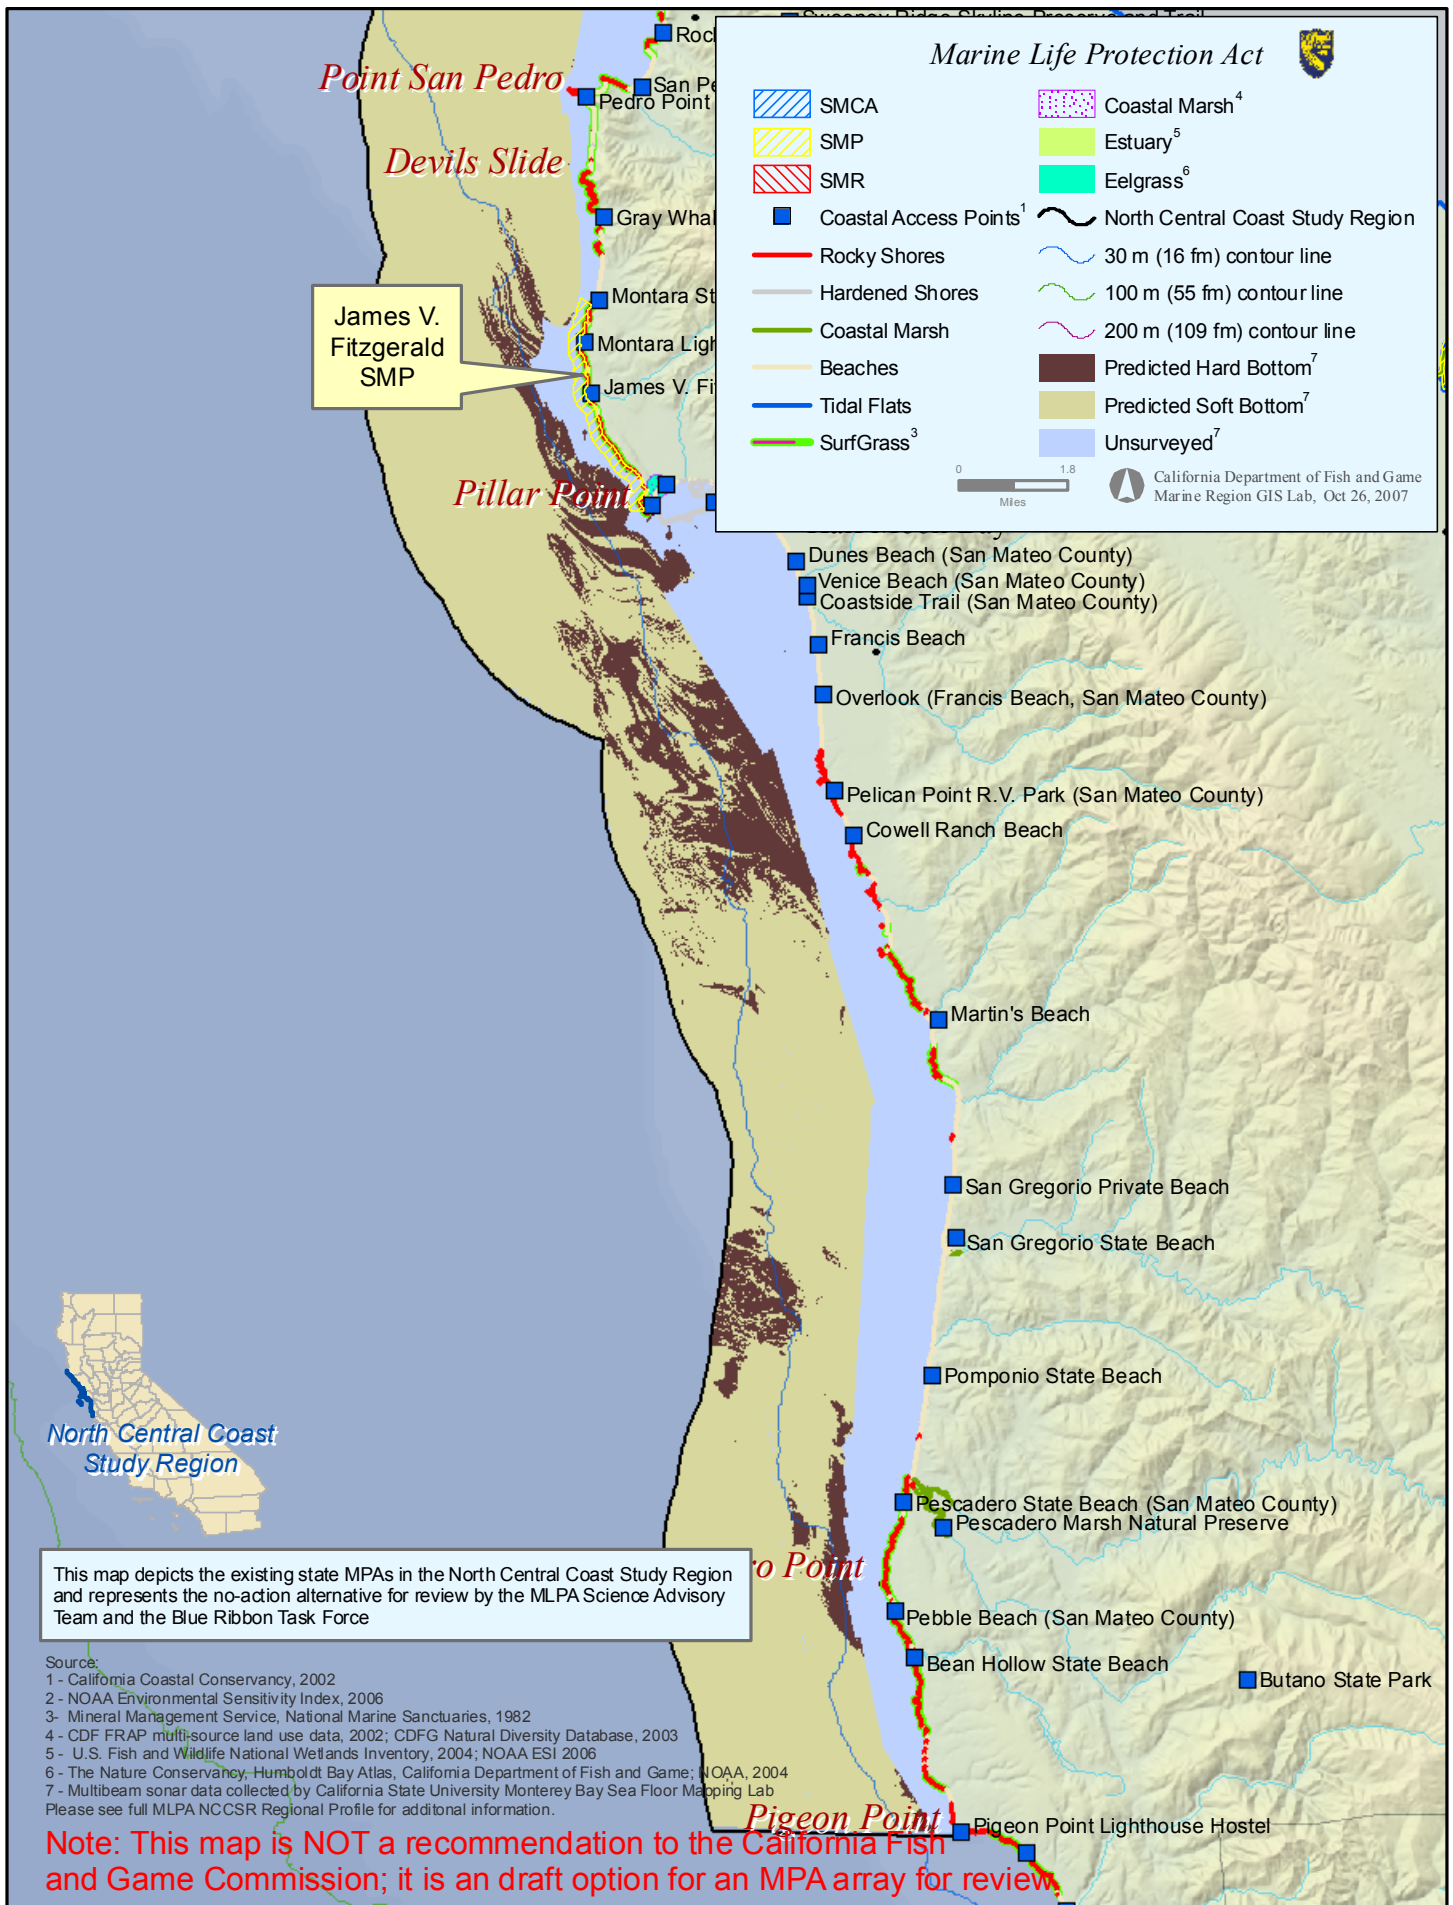 Sweeney Ridge Skyline Preserve and Trail
Roc
Point San Pedro
San Pe
Pedro Point
Devils Slide
Gray Whal
Montara St
James V.
Fitzgerald
SMP
Montara Ligh
James V. Fi
Pillar Point
Marine Life Protection Act
SMCA
SMP
SMR
Coastal Access Points1
Rocky Shores
Hardened Shores
Coastal Marsh
Beaches
Tidal Flats
SurfGrass3
Coastal Marsh4
Estuary5
Eelgrass6
North Central Coast Study Region
30 m (16 fm) contour line
100 m (55 fm) contour line
200 m (109 fm) contour line
Predicted Hard Bottom7
Predicted Soft Bottom7
Unsurveyed7
0 1.8
Miles
California Department of Fish and Game
Marine Region GIS Lab, Oct 26, 2007
Dunes Beach (San Mateo County)
Venice Beach (San Mateo County)
Coastside Trail (San Mateo County)
Francis Beach
Overlook (Francis Beach, San Mateo County)
Pelican Point R.V. Park (San Mateo County)
Cowell Ranch Beach
Martin's Beach
San Gregorio Private Beach
San Gregorio State Beach
Pomponio State Beach
North Central Coast
Study Region
Pescadero State Beach (San Mateo County)
Pescadero Marsh Natural Preserve
ro Point
This map depicts the existing state MPAs in the North Central Coast Study Region
and represents the no-action alternative for review by the MLPA Science Advisory
Team and the Blue Ribbon Task Force
Pebble Beach (San Mateo County)
Bean Hollow State Beach
Butano State Park
Source:
1 - California Coastal Conservancy, 2002
2 - NOAA Environmental Sensitivity Index, 2006
3- Mineral Management Service, National Marine Sanctuaries, 1982
4 - CDF FRAP multi-source land use data, 2002; CDFG Natural Diversity Database, 2003
5 - U.S. Fish and Wildlife National Wetlands Inventory, 2004; NOAA ESI 2006
6 - The Nature Conservancy, Humboldt Bay Atlas, California Department of Fish and Game; NOAA, 2004
7 - Multibeam sonar data collected by California State University Monterey Bay Sea Floor Mapping Lab
Please see full MLPA NCCSR Regional Profile for additonal information.
Pigeon Point
Pigeon Point Lighthouse Hostel
Note: This map is NOT a recommendation to the California Fish
and Game Commission; it is an draft option for an MPA array for review